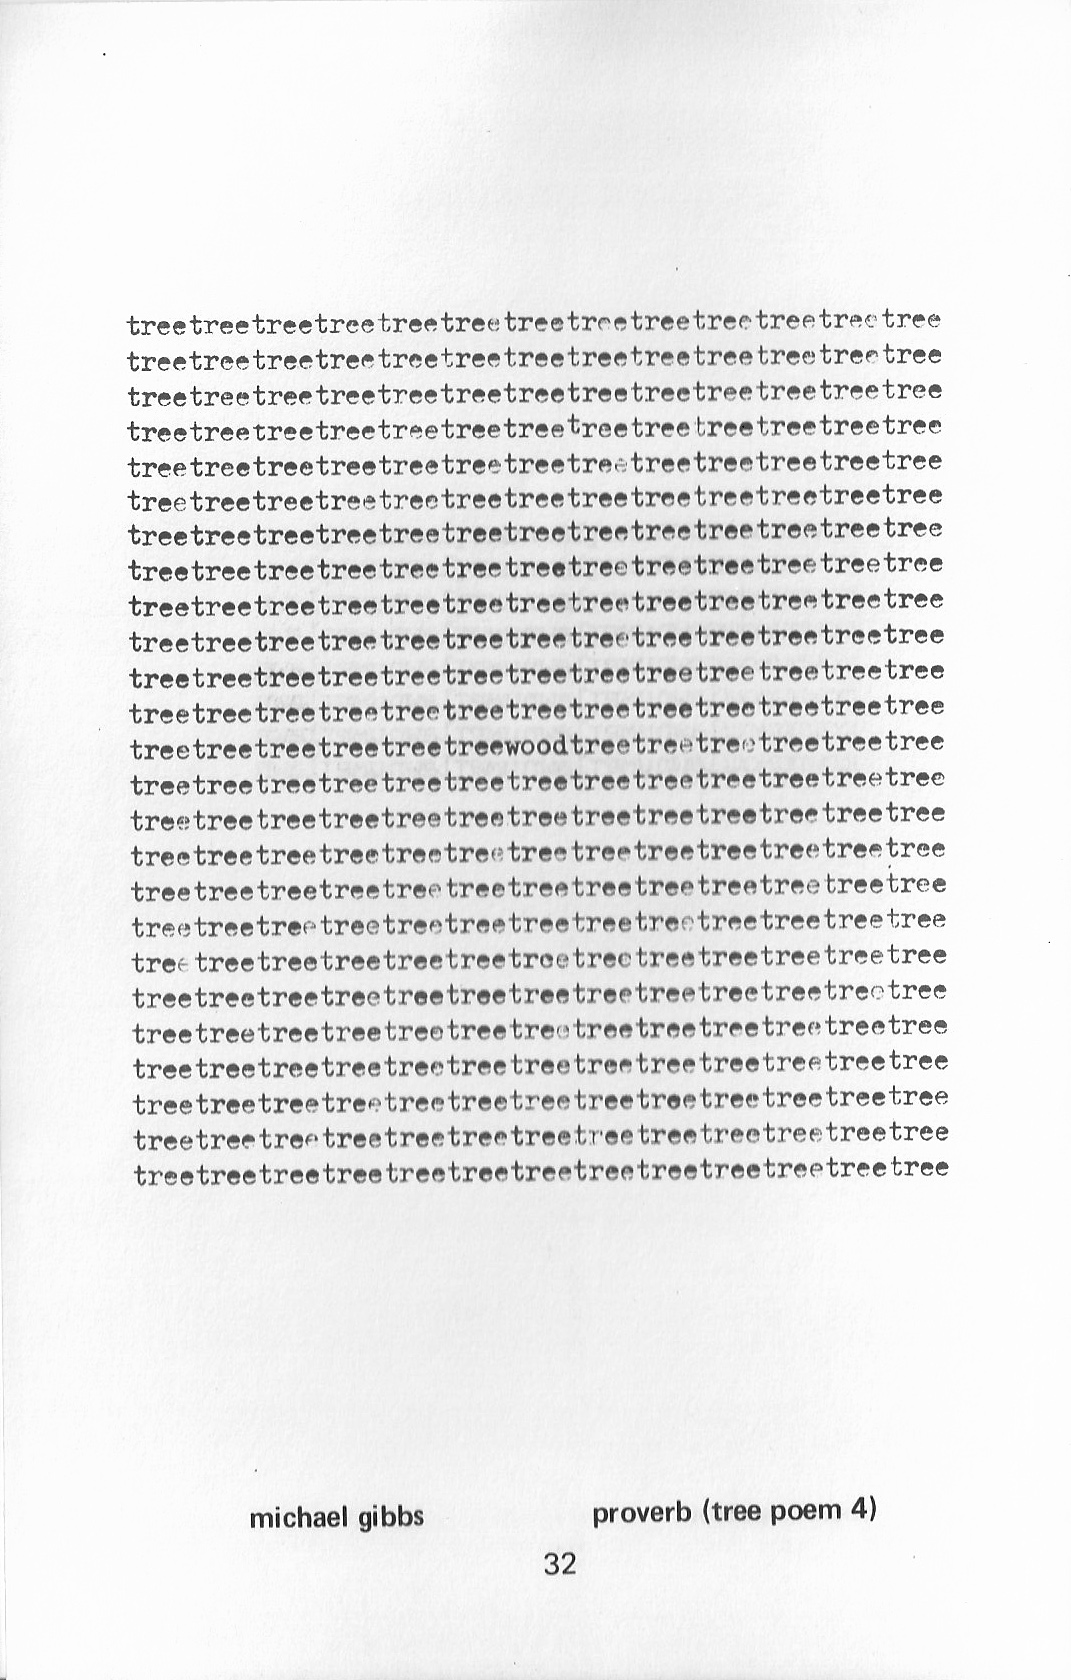 treetreetreetreetreetreetreetreetreetreetreetreetree
treetreetreetreetreetreetreetreetreetreetreetreetree
treetreetreetreetreetreetreetreetreetreetreetreetree
treetreetreetreetreetreetreetreetreetreetreetreetree
treetreetreetreetreetreetreetreetreetreetreetreetree
treetreetreetreetreetreetreetreetreetreetreetreetree
treetreetreetreetreetreetreetreetreetreetreetreetree
treetreetreetreetreetreetreetreetreetreetreetreetree
treetreetreetreetreetreetreetreetreetreetreetreetree
treetreetreetreetreetreetreetreetreetreetreetreetree
treetreetreetreetreetreetreetreetreetreetreetreetree
treetreetreetreetreetreetreetreetreetreetreetreetree
treetreetreetreetreetreewoodtreetreetreetreetreetree
treetreetreetreetreetreetreetreetreetreetreetreetree
treetreetreetreetreetreetreetreetreetreetreetreetree
treetreetreetreetreetreetreetreetreetreetreetreetree
treetreetreetreetreetreetreetreetreetreetreetreetree
treetreetreetreetreetreetreetreetreetreetreetreetree
treetreetreetreetreetreetreetreetreetreetreetreetree
treetreetreetreetreetreetreetreetreetreetreetreetree
treetreetreetreetreetreetreetreetreetreetreetreetree
treetreetreetreetreetreetreetreetreetreetreetreetree
treetreetreetreetreetreetreetreetreetreetreetreetree
treetreetreetreetreetreetreetreetreetreetreetreetree
treetreetreetreetreetreetreetreetreetreetreetreetree
michael gibbs proverb (tree poem 4)
32